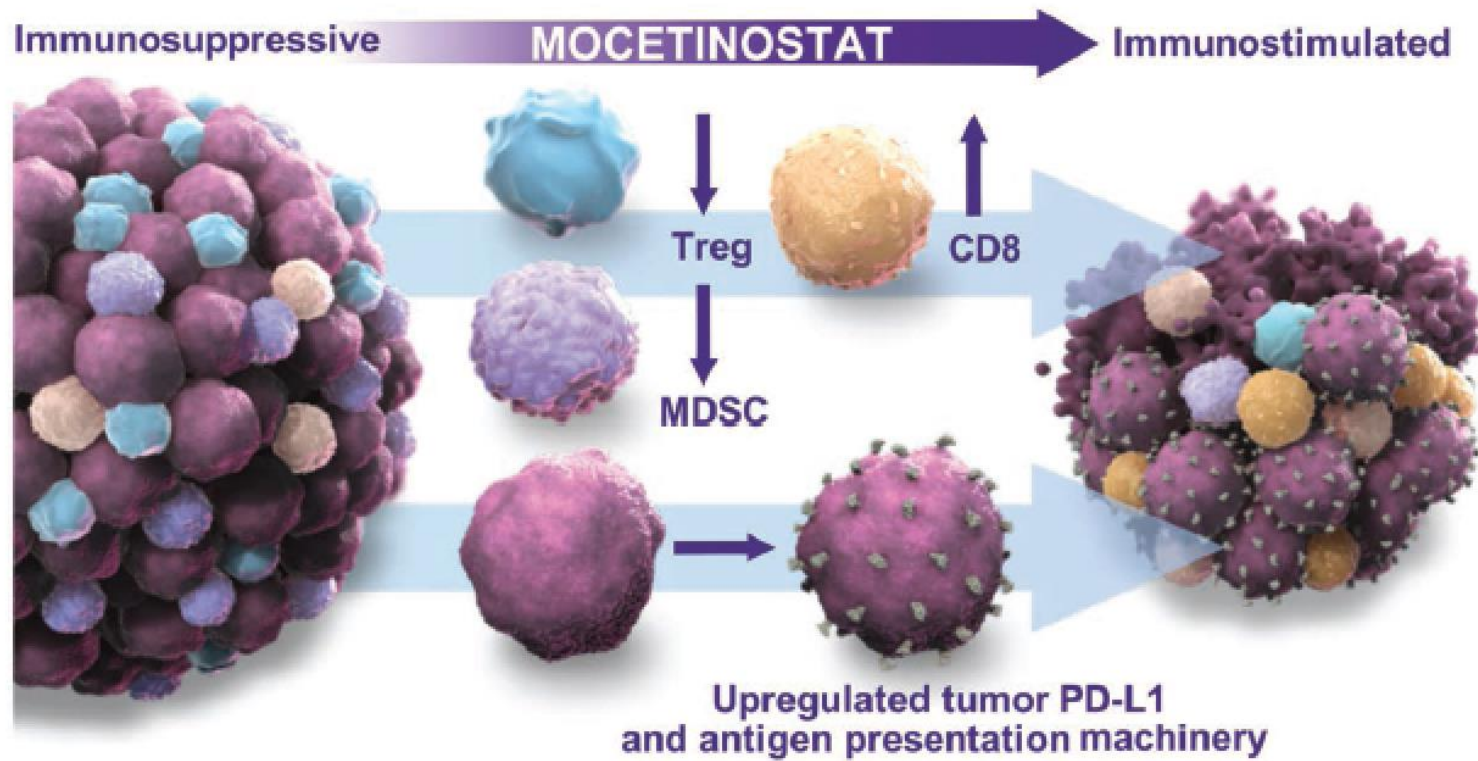 Immunosuppressive
MOCETINOSTAT
Immunostimulated
Treg
CD8
MDSC
Upregulated tumor PD-L1
and antigen presentation machinery